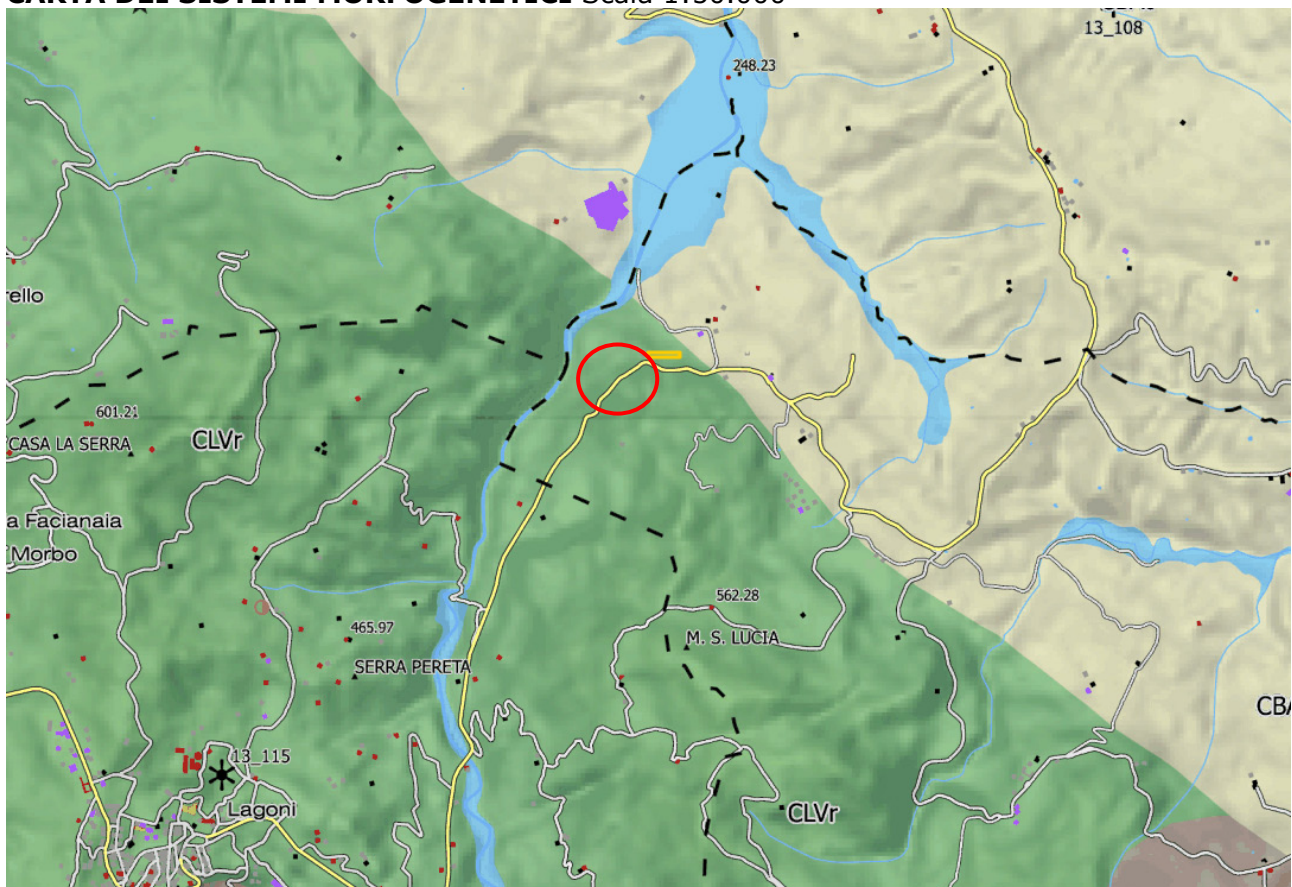 CARTA DEI SISTEMI MORFOGENETICI Scala 1:50.000
13_108
248.23
rello
601.21
CASA LA SERRA
CLVr
a Facianaia
Morbo
562.28
465.97
M. S. LUCIA
SERRA PERETA
CBA
13_115
Lagoni
CLVr